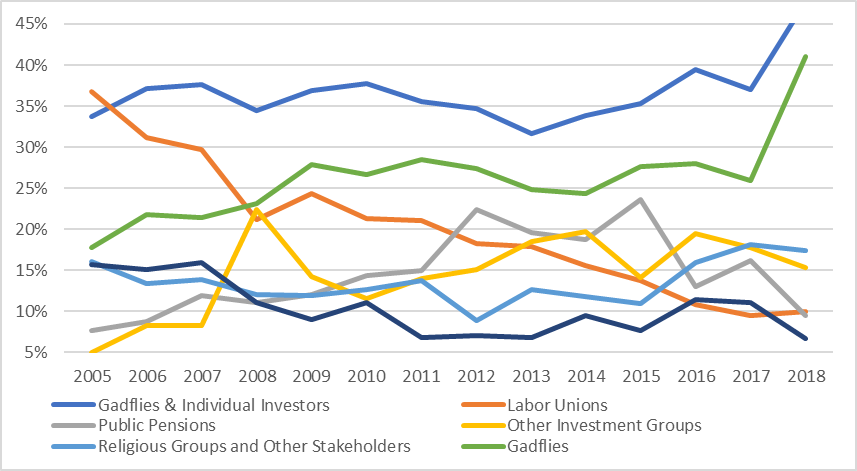 45%
40%
35%
30%
25%
20%
15%
10%
5%
2005 2006 2007 2008 2009 2010 2011 2012 2013 2014 2015 2016 2017 2018
Gadflies & Individual Investors Labor Unions
Public Pensions Other Investment Groups
Religious Groups and Other Stakeholders Gadflies